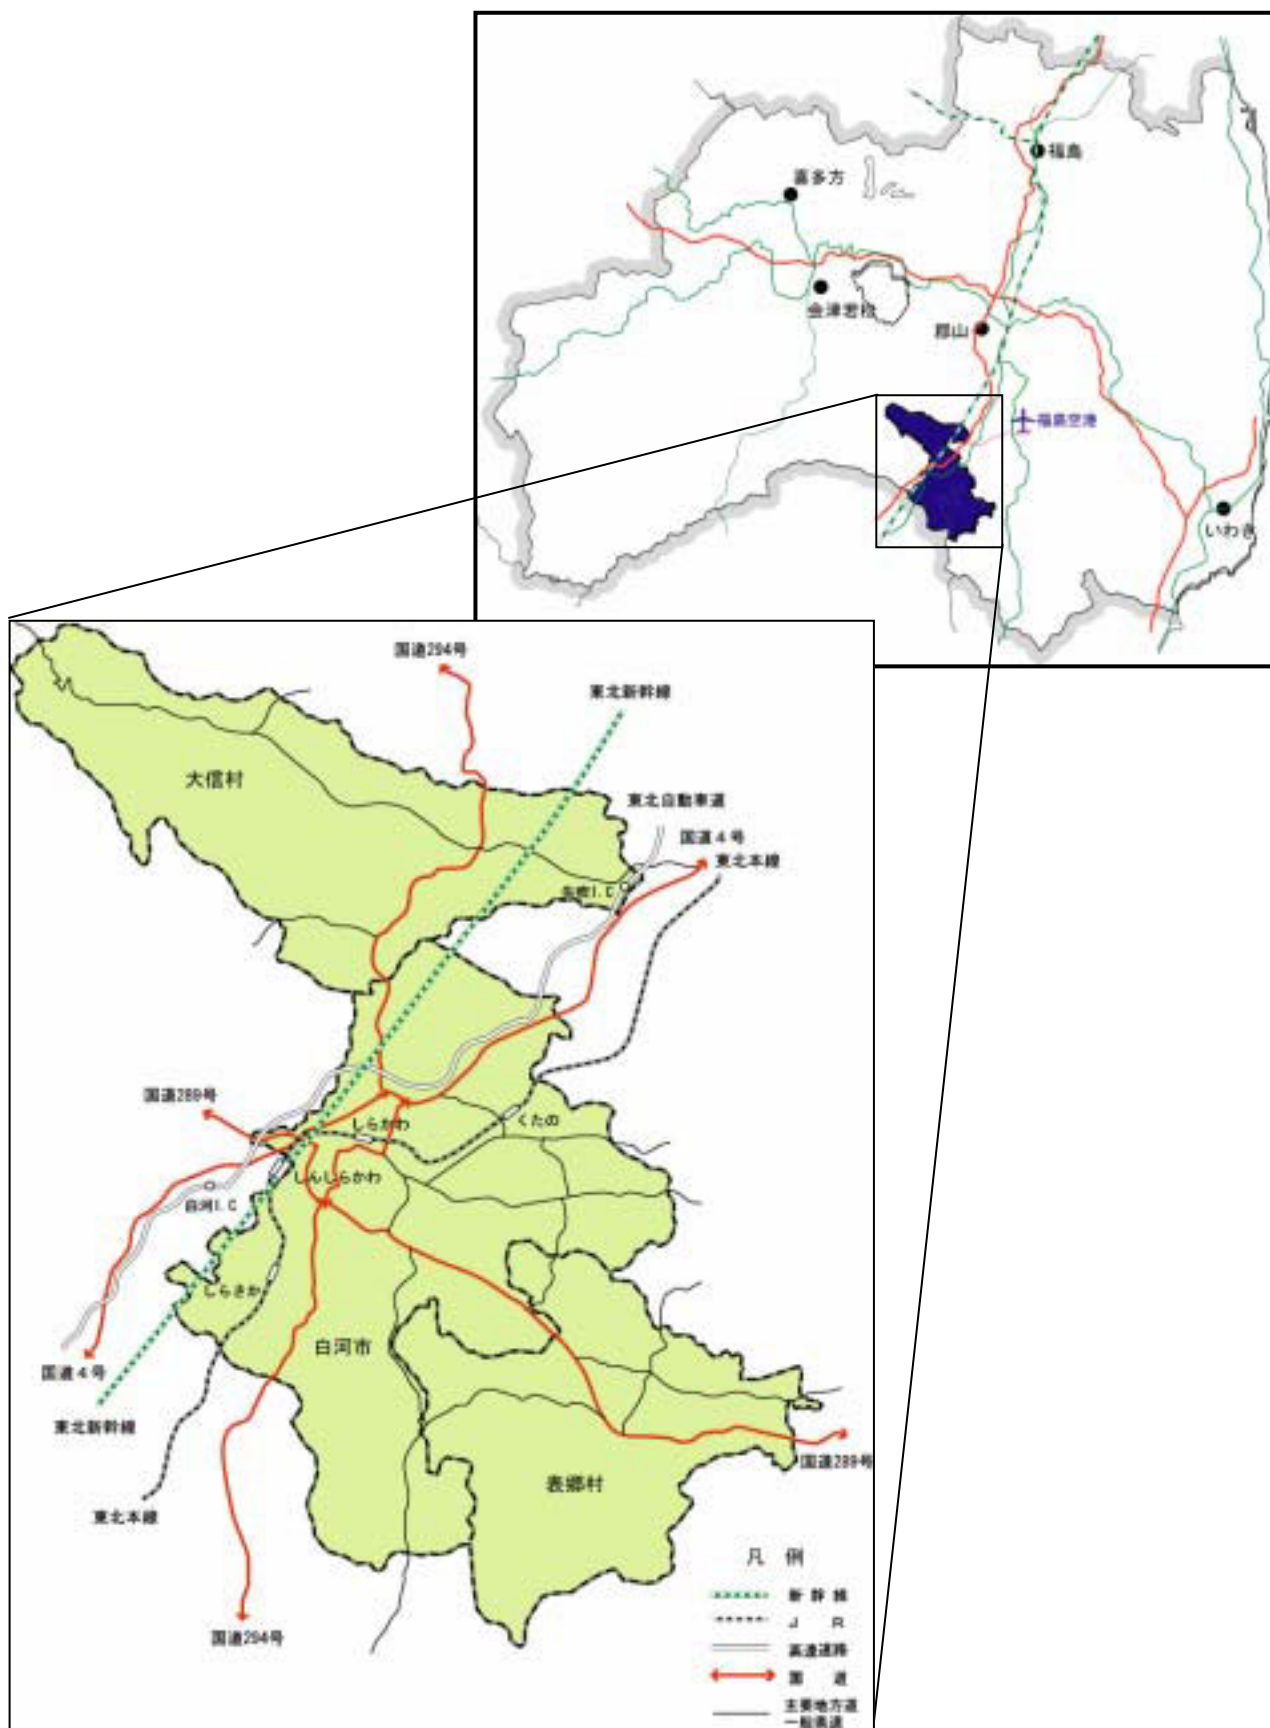 福島
喜多方
会津若松
郡山
福島空港
いわき
国道294号
東北新幹線
大信村
東北自動車道
国道4号
東北本線
矢吹I.C
国道289号
しらかわ
くたの
しんしらかわ
白河I.C
しらさか
白河市
国道4号
東北新幹線
国道289号
表郷村
東北本線
国道294号
凡 例
新 幹 線
J R
高速道路
国 道
主要地方道
一般県道